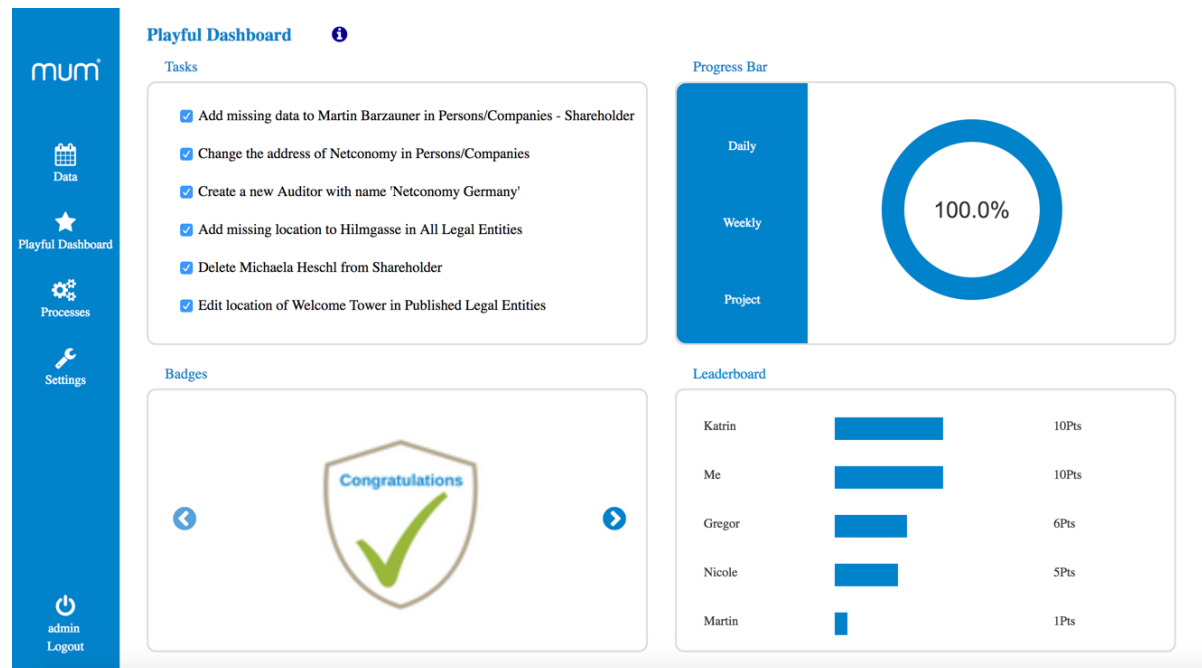 mum
Data
Playful Dashboard
Processes
Settings
admin
Logout
Playful Dashboard
Tasks
Add missing data to Martin Barzauner in Persons/Companies - Shareholder
Change the address of Netconomy in Persons/Companies
Create a new Auditor with name 'Netconomy Germany'
Add missing location to Hilmgasse in All Legal Entities
Delete Michaela Heschl from Shareholder
Edit location of Welcome Tower in Published Legal Entities
Progress Bar
Daily
Weekly
Project
100.0%
Badges
Congratulations
Leaderboard
Katrin 10Pts
Me 10Pts
Gregor 6Pts
Nicole 5Pts
Martin 1Pts